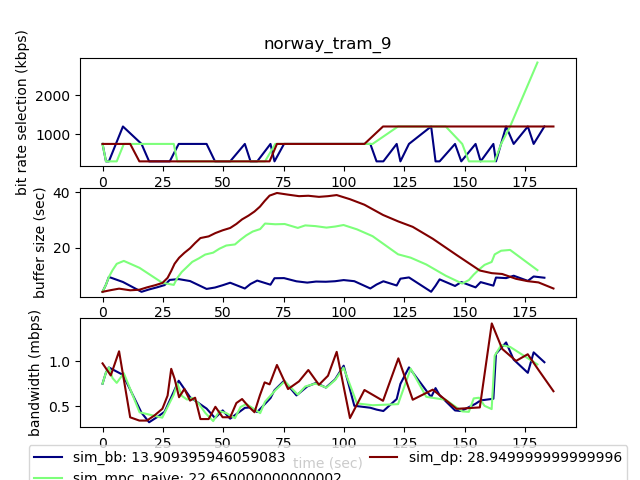 norway_tram_9
bit rate selection (kbps)
2000
1000
0 25 50 75 100 125 150 175
buffer size (sec)
40
20
0 25 50 75 100 125 150 175
bandwidth (mbps)
1.0
0.5
0 25 50 75 100 125 150 175
time (sec)
sim_bb: 13.909395946059083
sim_dp: 28.949999999999996
sim_mpc_naive: 22.650000000000002